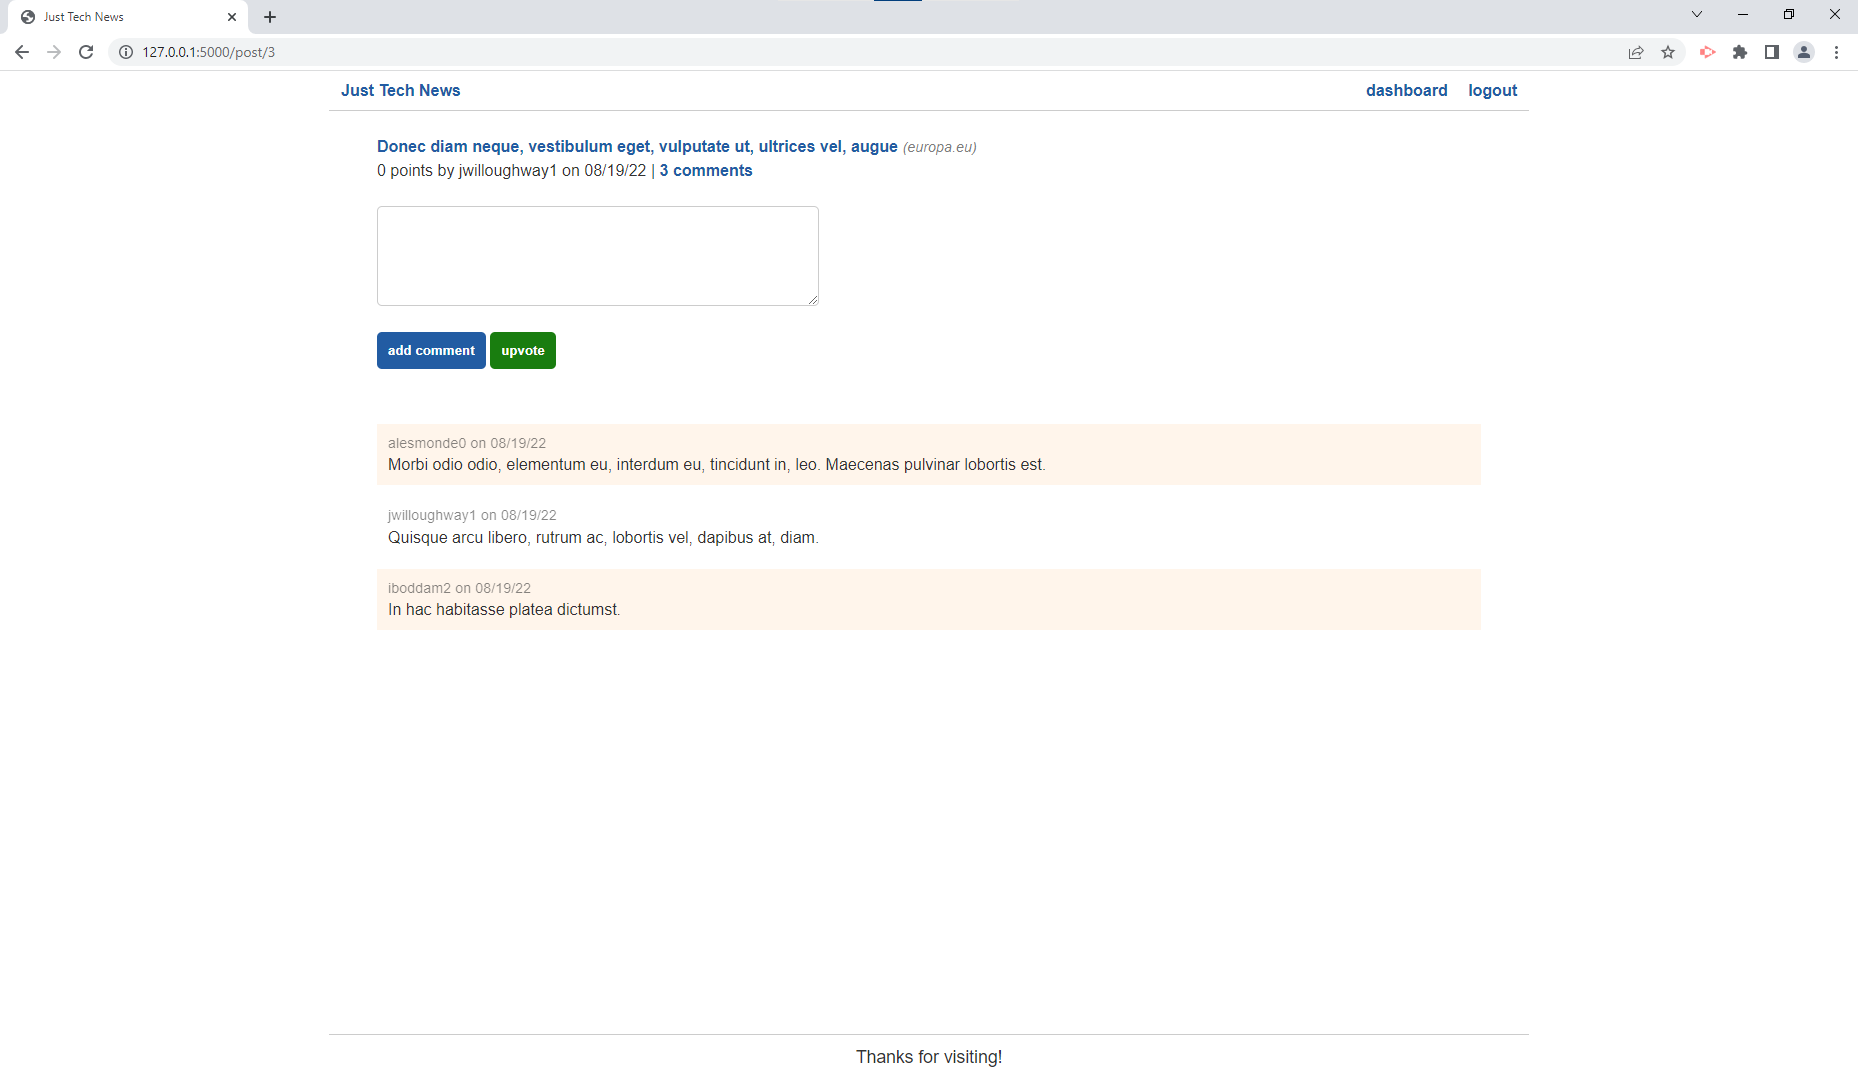 Just Tech News
127.0.0.1:5000/post/3
Just Tech News dashboard logout
Donec diam neque, vestibulum eget, vulputate ut, ultrices vel, augue (europa.eu)
0 points by jwilloughway1 on 08/19/22 | 3 comments
add comment upvote
alesmonde0 on 08/19/22
Morbi odio odio, elementum eu, interdum eu, tincidunt in, leo. Maecenas pulvinar lobortis est.
jwilloughway1 on 08/19/22
Quisque arcu libero, rutrum ac, lobortis vel, dapibus at, diam.
iboddam2 on 08/19/22
In hac habitasse platea dictumst.
Thanks for visiting!